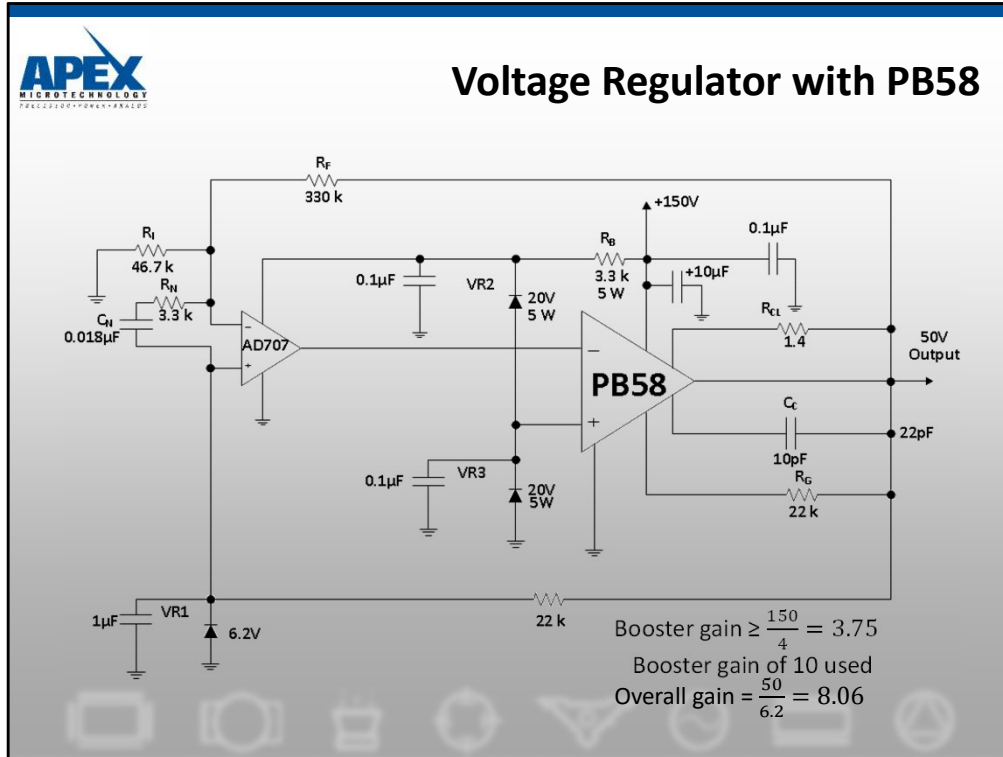 APEX
MICROTECHNOLOGY
PRECISION•POWER•ANALOG
Voltage Regulator with PB58
RF
330 k
+150V
RI
46.7 k
RB
3.3 k
5 W
0.1µF
RN
3.3 k
0.1µF
VR2
+10µF
CN
0.018µF
20V
5 W
RCL
1.4
−
AD707
+
50V
Output
−
PB58
+
CC
10pF
22pF
0.1µF
VR3
20V
5W
RG
22 k
1µF
VR1
6.2V
22 k
Booster gain ≥ 150/4 = 3.75
Booster gain of 10 used
Overall gain = 50/6.2 = 8.06